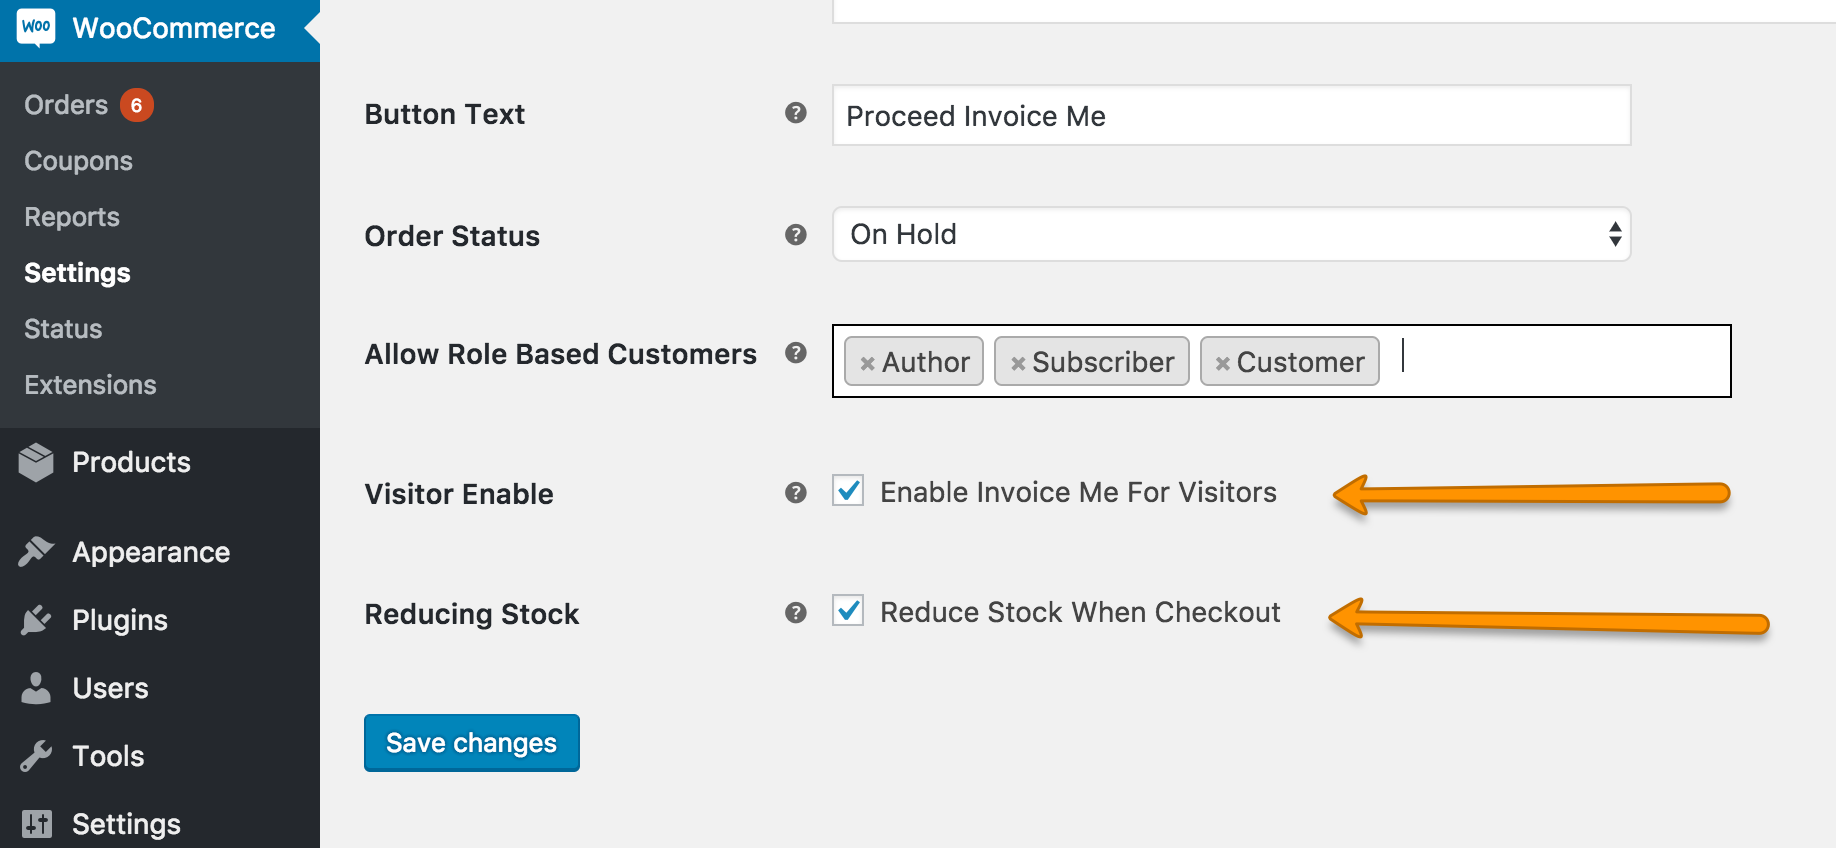 WOO WooCommerce
Orders 6
Coupons
Reports
Settings
Status
Extensions
Products
Appearance
Plugins
Users
Tools
Settings
Button Text ? Proceed Invoice Me
Order Status ? On Hold
Allow Role Based Customers ? × Author × Subscriber × Customer
Visitor Enable ? Enable Invoice Me For Visitors
Reducing Stock ? Reduce Stock When Checkout
Save changes